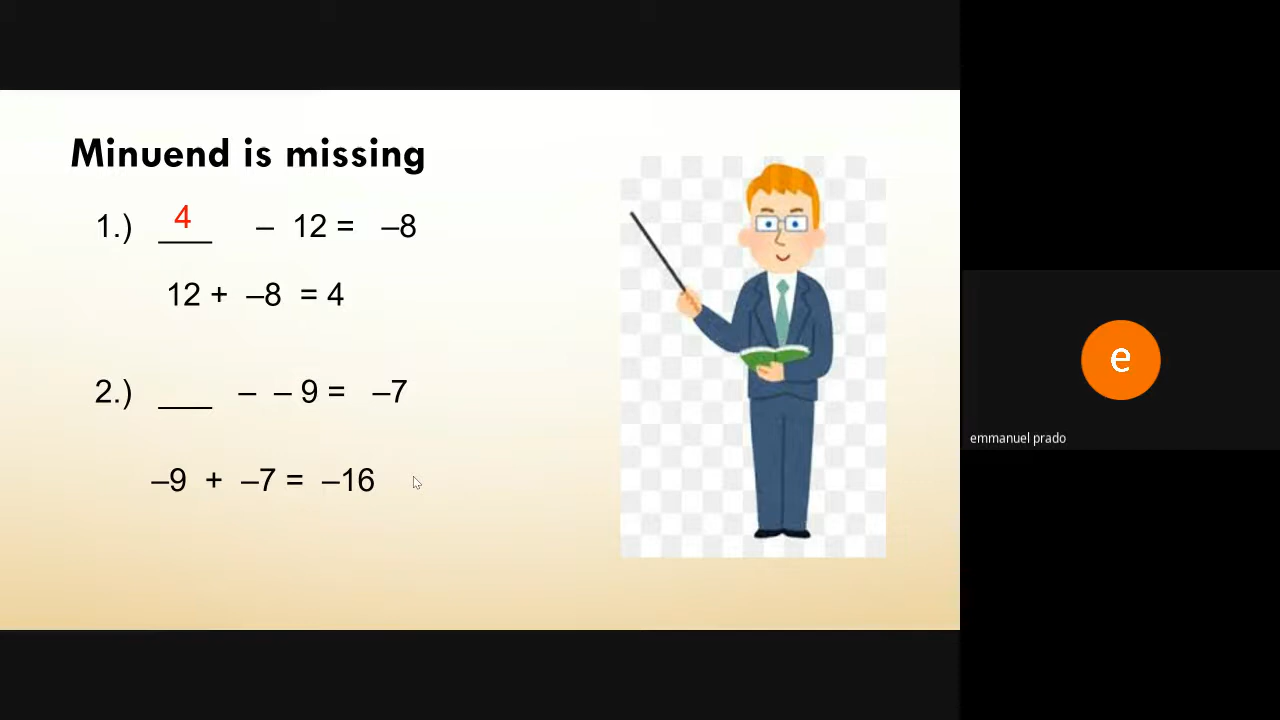 Minuend is missing
1.) 4 – 12 = –8
12 + –8 = 4
2.) ___ – – 9 = –7
–9 + –7 = –16
e
emmanuel prado